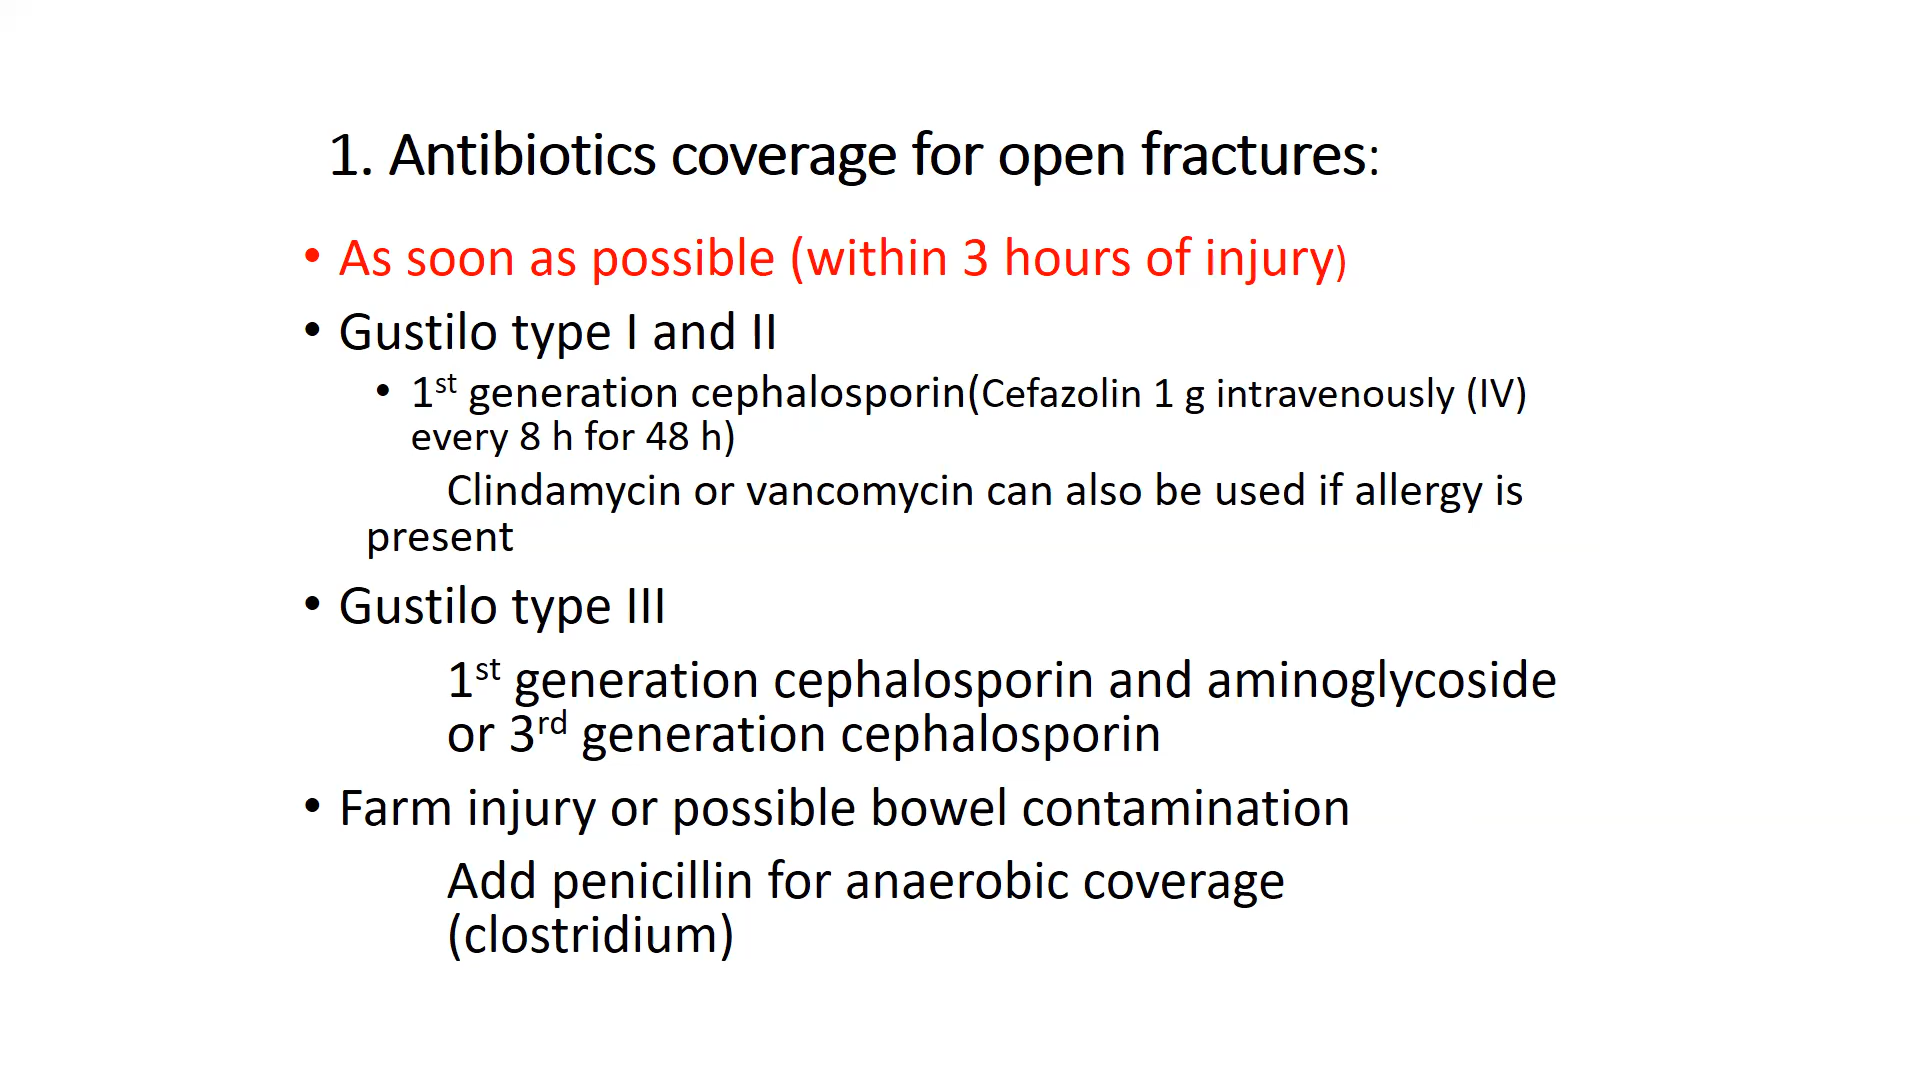 1. Antibiotics coverage for open fractures:
• As soon as possible (within 3 hours of injury)
• Gustilo type I and II
• 1st generation cephalosporin(Cefazolin 1 g intravenously (IV)
every 8 h for 48 h)
Clindamycin or vancomycin can also be used if allergy is
present
• Gustilo type III
1st generation cephalosporin and aminoglycoside
or 3rd generation cephalosporin
• Farm injury or possible bowel contamination
Add penicillin for anaerobic coverage
(clostridium)